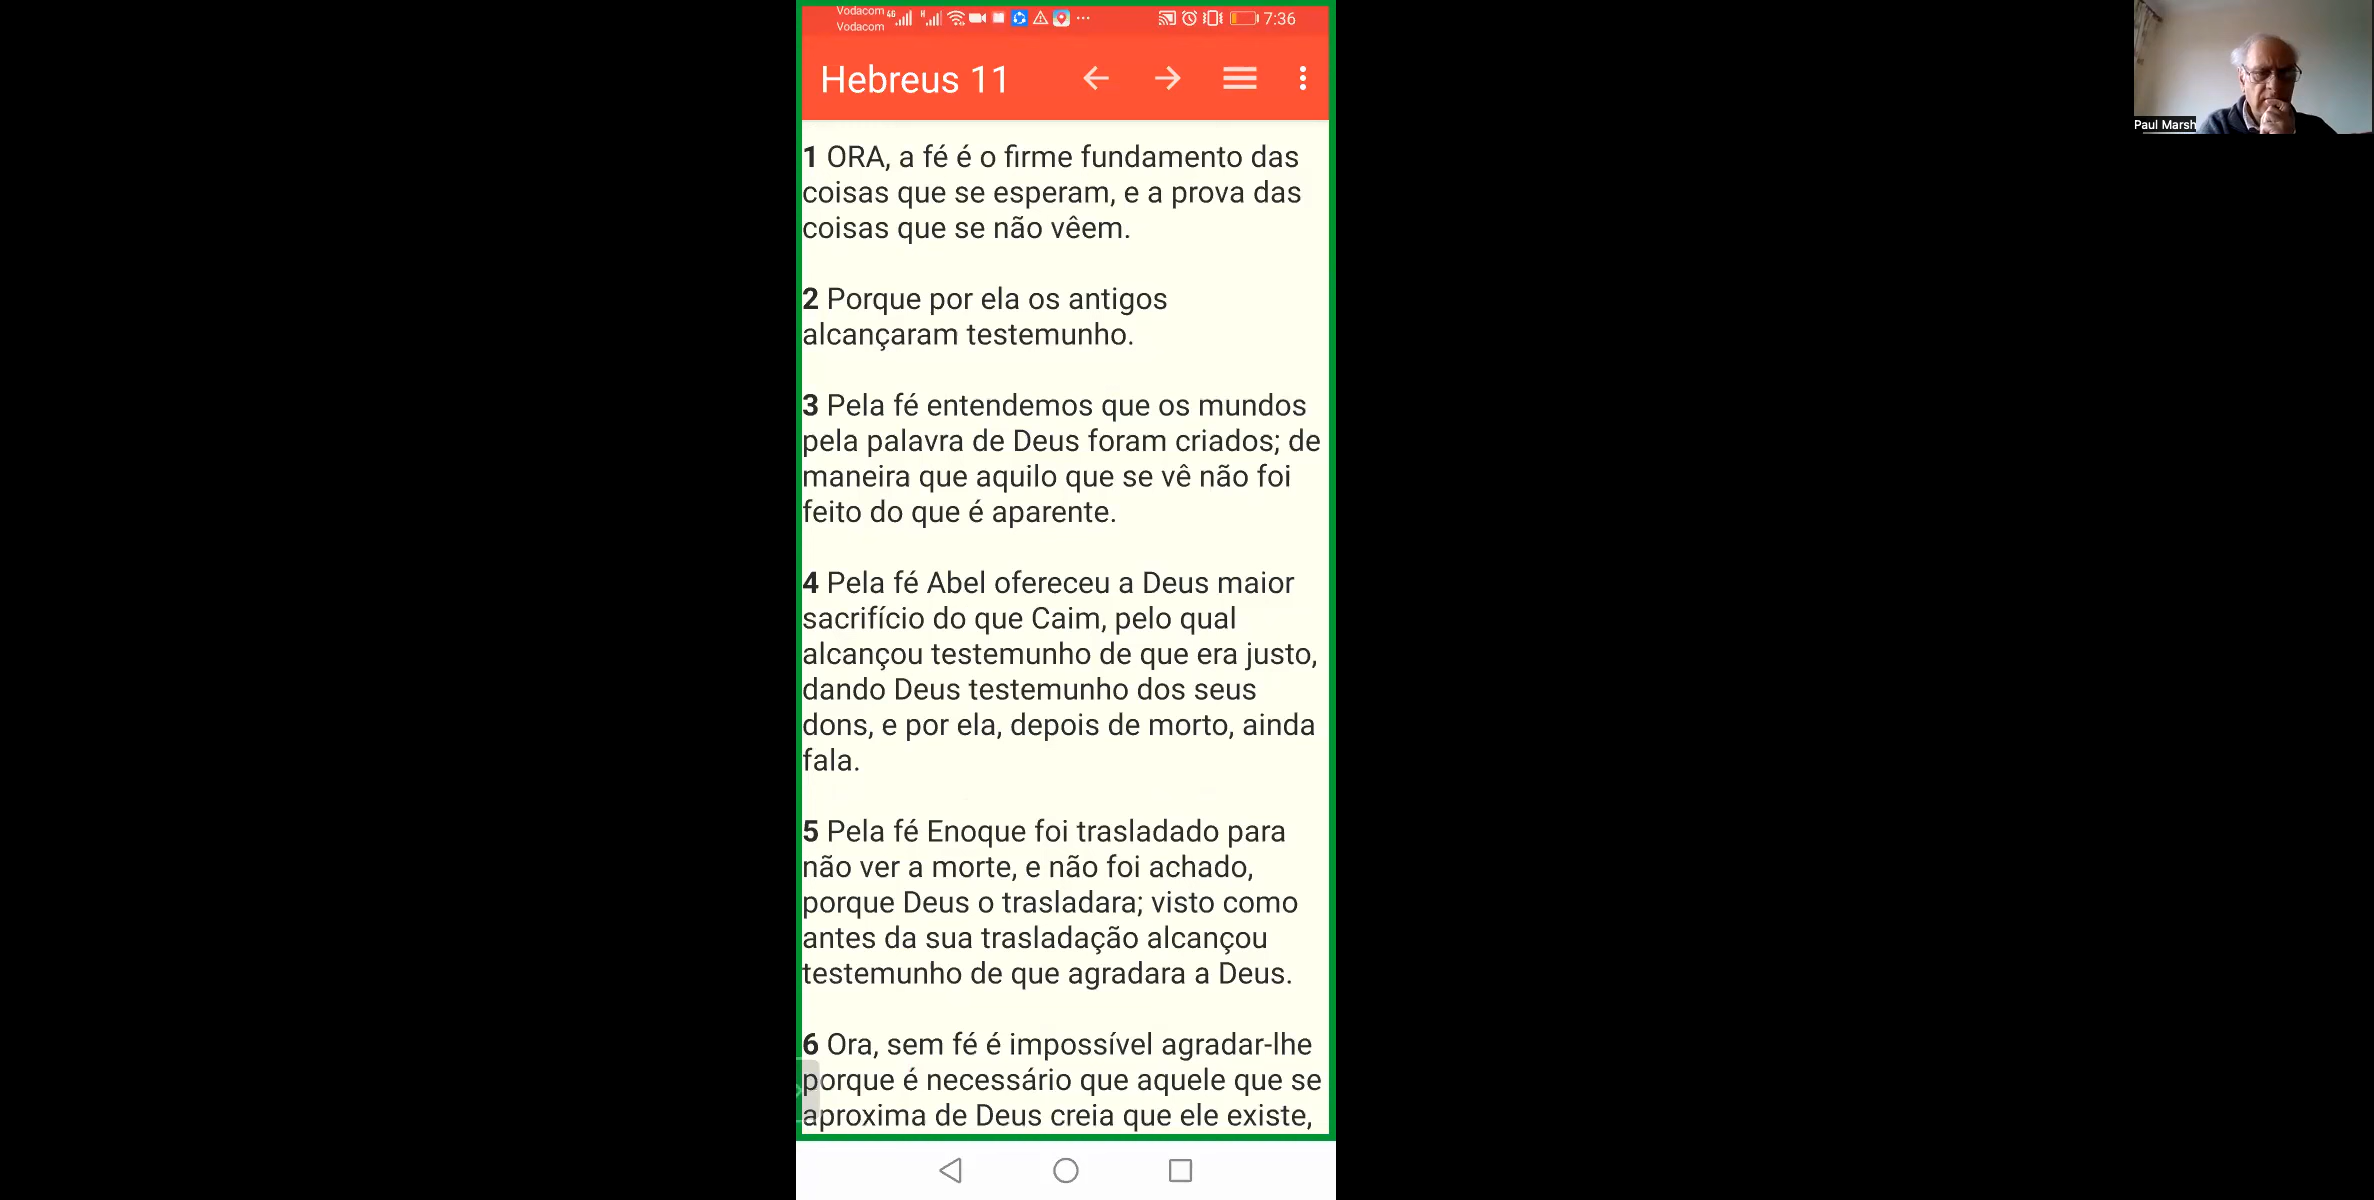 Vodacom 4G H 7:36
Vodacom
Hebreus 11
Paul Marsh
1 ORA, a fé é o firme fundamento das
coisas que se esperam, e a prova das
coisas que se não vêem.
2 Porque por ela os antigos
alcançaram testemunho.
3 Pela fé entendemos que os mundos
pela palavra de Deus foram criados; de
maneira que aquilo que se vê não foi
feito do que é aparente.
4 Pela fé Abel ofereceu a Deus maior
sacrifício do que Caim, pelo qual
alcançou testemunho de que era justo,
dando Deus testemunho dos seus
dons, e por ela, depois de morto, ainda
fala.
5 Pela fé Enoque foi trasladado para
não ver a morte, e não foi achado,
porque Deus o trasladara; visto como
antes da sua trasladação alcançou
testemunho de que agradara a Deus.
6 Ora, sem fé é impossível agradar-lhe
porque é necessário que aquele que se
aproxima de Deus creia que ele existe,